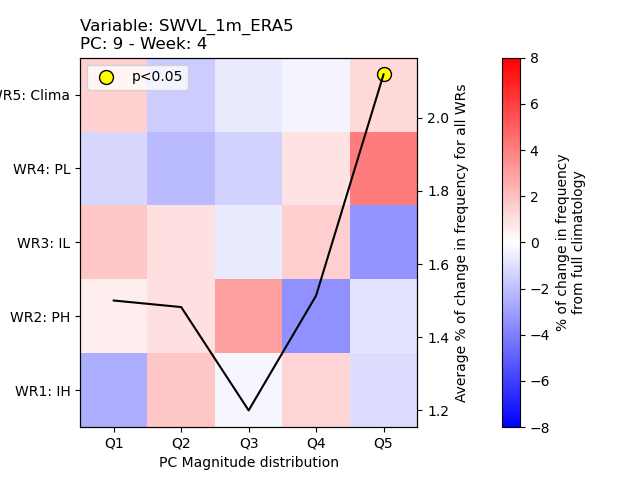 Variable: SWVL_1m_ERA5
PC: 9 - Week: 4
p<0.05
WR5: Clima
WR4: PL
WR3: IL
WR2: PH
WR1: IH
Q1 Q2 Q3 Q4 Q5
PC Magnitude distribution
2.0
1.8
1.6
1.4
1.2
Average % of change in frequency for all WRs
8
6
4
2
0
−2
−4
−6
−8
% of change in frequency
from full climatology